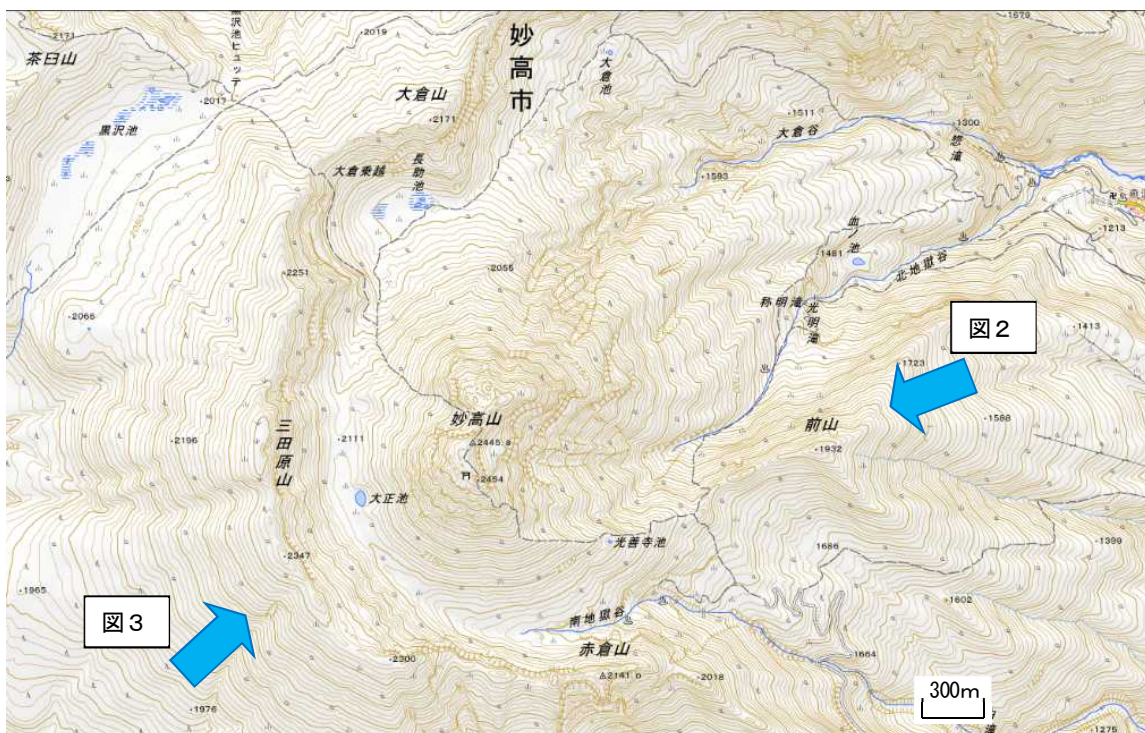 ・2171
茶臼山
黒沢池ヒュッテ
・2019
・2017
黒沢池
妙高市
大倉山
・2171
大倉池
・1679
・1511
大倉谷
・1300
惣滝
・1593
大倉乗越
長助池
・1213
血ノ池
・1481
北地獄谷
称明滝
光明滝
・2251
・2055
・2066
図2
・1413
・1723
・1588
前山
・1932
三田原山
・2196
・2111
妙高山
△2445.8
・2454
大正池
光善寺池
・1686
・1399
・2347
・1965
図3
・1602
南地獄谷
赤倉山
・2300
△2141.0
・2018
・1664
・1976
300m
滝
・1275